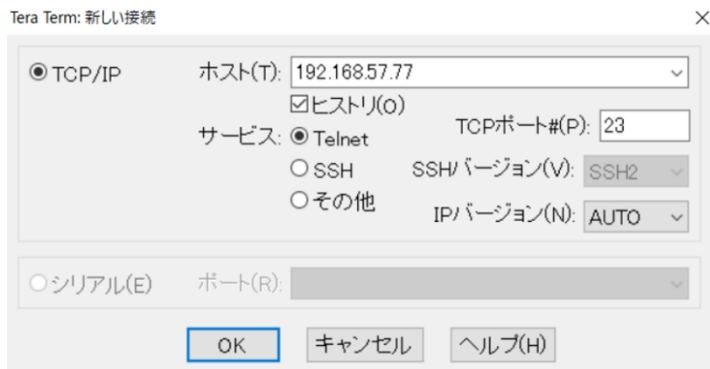 Tera Term: 新しい接続
TCP/IP
ホスト(T): 192.168.57.77
ヒストリ(O)
サービス: Telnet TCPポート#(P): 23
SSH SSHバージョン(V): SSH2
その他 IPバージョン(N): AUTO
シリアル(E) ポート(R):
OK キャンセル ヘルプ(H)